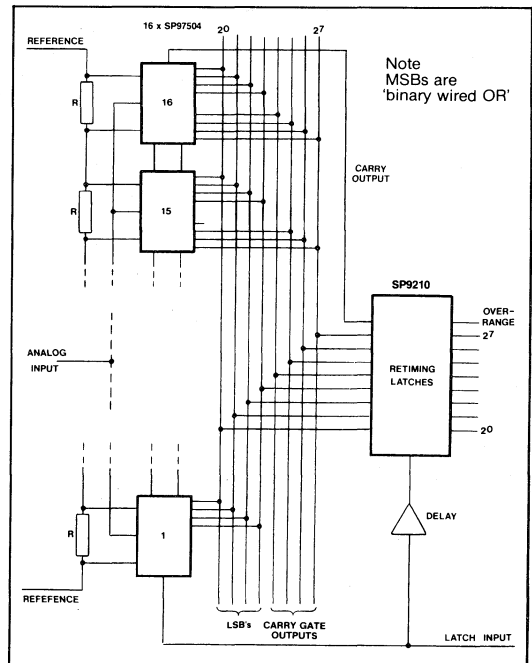 16 x SP97504
20
27
REFERENCE
Note
MSBs are
'binary wired OR'
R
16
CARRY
OUTPUT
R
15
SP9210
OVER-
RANGE
2⁷
RETIMING
LATCHES
ANALOG
INPUT
2⁰
R
1
DELAY
REFEFENCE
LSB's
CARRY GATE
OUTPUTS
LATCH INPUT